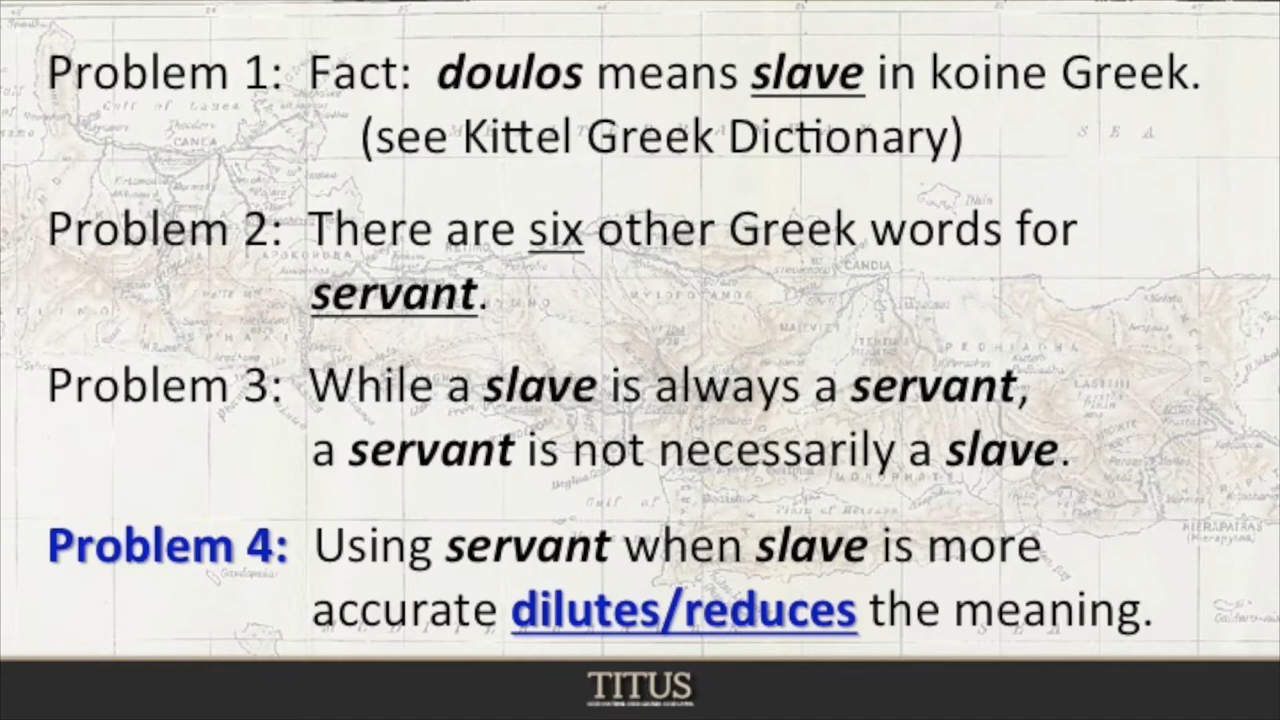 Problem 1: Fact: doulos means slave in koine Greek.
(see Kittel Greek Dictionary)
Problem 2: There are six other Greek words for
servant.
Problem 3: While a slave is always a servant,
a servant is not necessarily a slave.
Problem 4: Using servant when slave is more
accurate dilutes/reduces the meaning.
TITUS